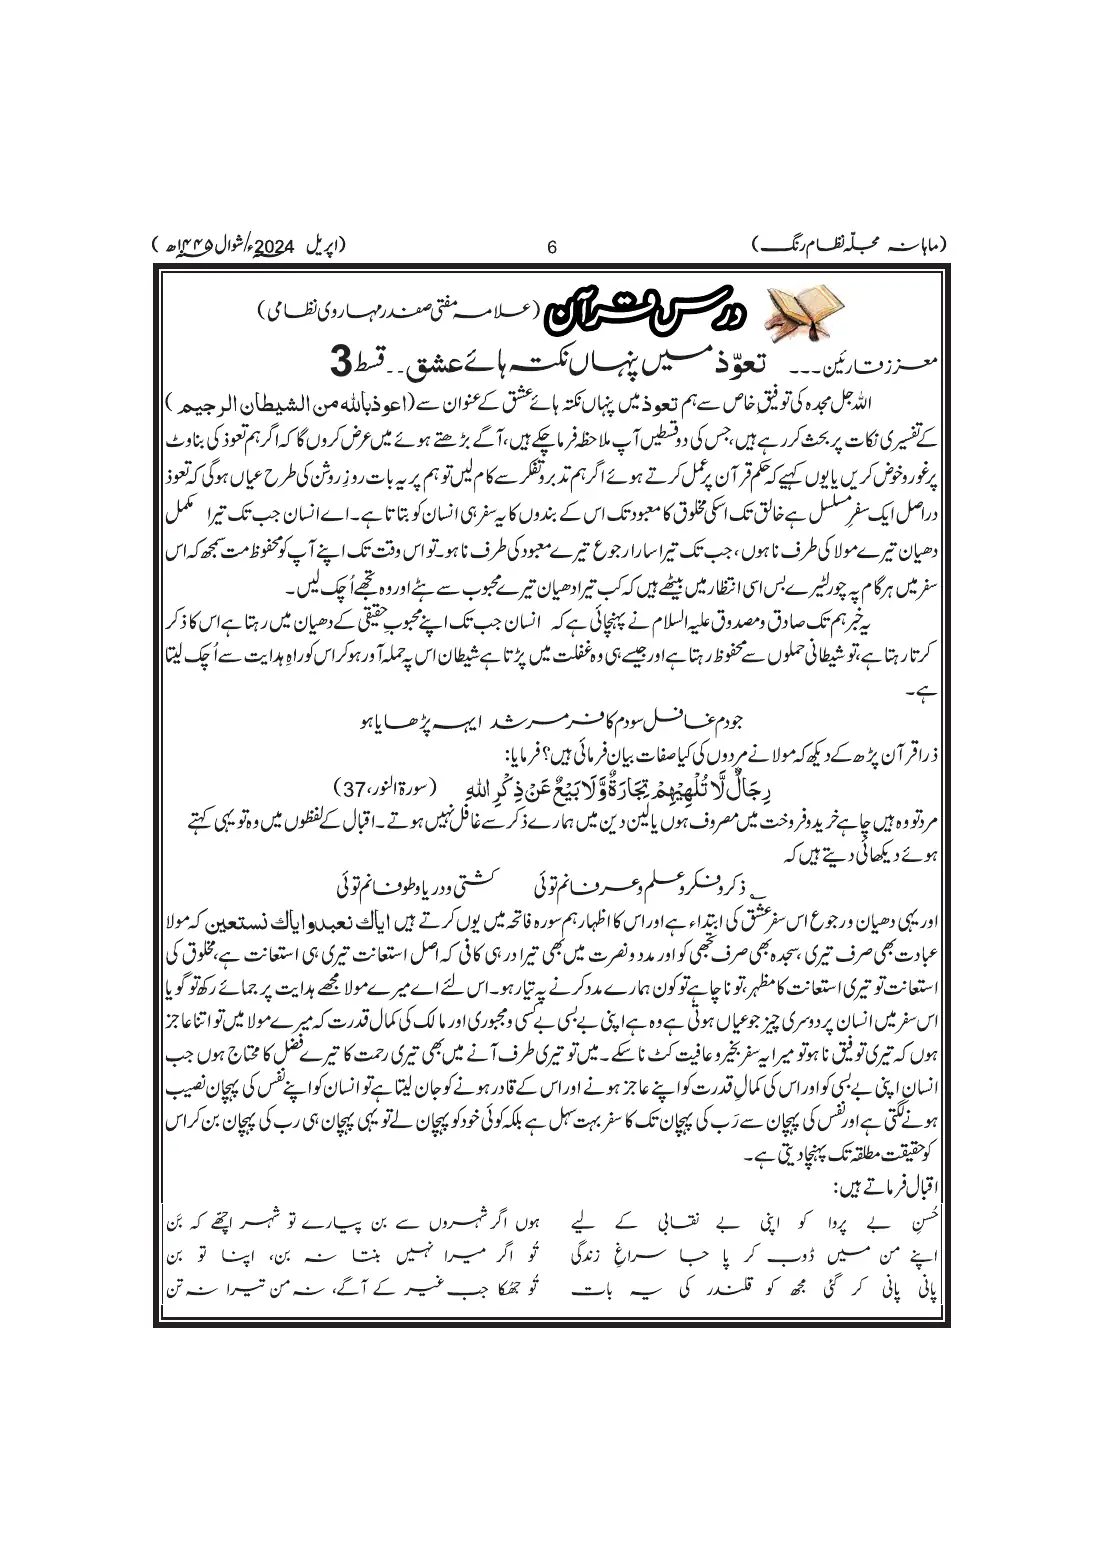 (ماہانہ مجلّہ نظام رنگ) 6 (اپریل 2024ء/شوال ۱۴۴۵ھ)
درس قرآن (علامہ مفتی صفدر مہاروی نظامی)
معزز قارئین ۔۔۔ تعوّذ میں پنہاں نکتہ ہائے عشق ۔۔ قسط 3
اللہ جل مجدہ کی توفیقِ خاص سے ہم تعوذ میں پنہاں نکتہ ہائے عشق کے عنوان سے (اعوذ باللہ من الشیطان الرجیم)
کے تفسیری نکات پر بحث کر رہے ہیں، جس کی دو قسطیں آپ ملاحظہ فرما چکے ہیں، آگے بڑھتے ہوئے میں عرض کروں گا کہ اگر ہم تعوذ کی بناوٹ
پر غور و خوض کریں یا یوں کہیے کہ حکم قرآن پر عمل کرتے ہوئے اگر ہم تدبر و تفکر سے کام لیں تو ہم پر یہ بات روزِ روشن کی طرح عیاں ہوگی کہ تعوذ
دراصل ایک سفرِ مسلسل ہے خالق تک اسکی مخلوق کا معبود تک اس کے بندوں کا یہ سفر ہی انسان کو بتاتا ہے۔ اے انسان جب تک تیرا مکمل
دھیان تیرے مولا کی طرف نا ہوں، جب تک تیرا سارا رجوع تیرے معبود کی طرف نا ہو۔ تو اس وقت تک اپنے آپ کو محفوظ مت سمجھ کہ اس
سفر میں ہر گام پہ چور لٹیرے بس اسی انتظار میں بیٹھے ہیں کہ کب تیرا دھیان تیرے محبوب سے ہٹے اور وہ تجھے اُچک لیں۔
یہ خبر ہم تک صادق و مصدوق علیہ السلام نے پہنچائی ہے کہ انسان جب تک اپنے محبوبِ حقیقی کے دھیان میں رہتا ہے اس کا ذکر
کرتا رہتا ہے، تو شیطانی حملوں سے محفوظ رہتا ہے اور جیسے ہی وہ غفلت میں پڑتا ہے شیطان اس پہ حملہ آور ہو کر اس کو راہِ ہدایت سے اُچک لیتا
ہے۔
جو دم غافل سو دم کافر مرشد ایہہ پڑھایا ہو
ذرا قرآن پڑھ کے دیکھ کہ مولا نے مردوں کی کیا صفات بیان فرمائی ہیں؟ فرمایا:
رِجَالٌ لَّا تُلْهِيْهِمْ تِجَارَةٌ وَّلَا بَيْعٌ عَنْ ذِكْرِ اللهِ (سورۃ النور، 37)
مرد تو وہ ہیں چاہے خرید و فروخت میں مصروف ہوں یا لین دین میں ہمارے ذکر سے غافل نہیں ہوتے۔ اقبال کے لفظوں میں وہ تو یہی کہتے
ہوئے دیکھائی دیتے ہیں کہ
؎ ذکر و فکر و علم و عرفانم توئی کشتی و دریا و طوفانم توئی
اور یہی دھیان و رجوع اس سفرِ عشق کی ابتداء ہے اور اس کا اظہار ہم سورہ فاتحہ میں یوں کرتے ہیں ایاک نعبد و ایاک نستعین کہ مولا
عبادت بھی صرف تیری، سجدہ بھی صرف تجھی کو اور مدد و نصرت میں بھی تیرا در ہی کافی کہ اصل استعانت تیری ہی استعانت ہے، مخلوق کی
استعانت تو تیری استعانت کا مظہر، تو نا چاہے تو کون ہمارے مدد کرنے پہ تیار ہو۔ اس لئے اے میرے مولا مجھے ہدایت پر جمائے رکھ تو گویا
اس سفر میں انسان پر دوسری چیز جو عیاں ہوتی ہے وہ ہے اپنی بے بسی بے کسی و مجبوری اور مالک کی کمال قدرت کہ میرے مولا میں تو اتنا عاجز
ہوں کہ تیری توفیق نا ہو تو میرا یہ سفر بخیر و عافیت کٹ نا سکے۔ میں تو تیری طرف آنے میں بھی تیری رحمت کا تیرے فضل کا محتاج ہوں جب
انسان اپنی بے بسی کو اور اس کی کمالِ قدرت کو اپنے عاجز ہونے اور اس کے قادر ہونے کو جان لیتا ہے تو انسان کو اپنے نفس کی پہچان نصیب
ہونے لگتی ہے اور نفس کی پہچان سے رَب کی پہچان تک کا سفر بہت سہل ہے بلکہ کوئی خود کو پہچان لے تو یہی پہچان ہی رب کی پہچان بن کر اس
کو حقیقت مطلقہ تک پہنچا دیتی ہے۔
اقبال فرماتے ہیں:
حُسنِ بے پروا کو اپنی بے نقابی کے لیے ہوں اگر شہروں سے بن پیارے تو شہر اچھّے کہ بَن
اپنے من میں ڈوب کر پا جا سراغِ زندگی تُو اگر میرا نہیں بنتا نہ بن، اپنا تو بن
پانی پانی کر گئی مجھ کو قلندر کی یہ بات تُو جھُکا جب غیر کے آگے، نہ من تیرا نہ تن